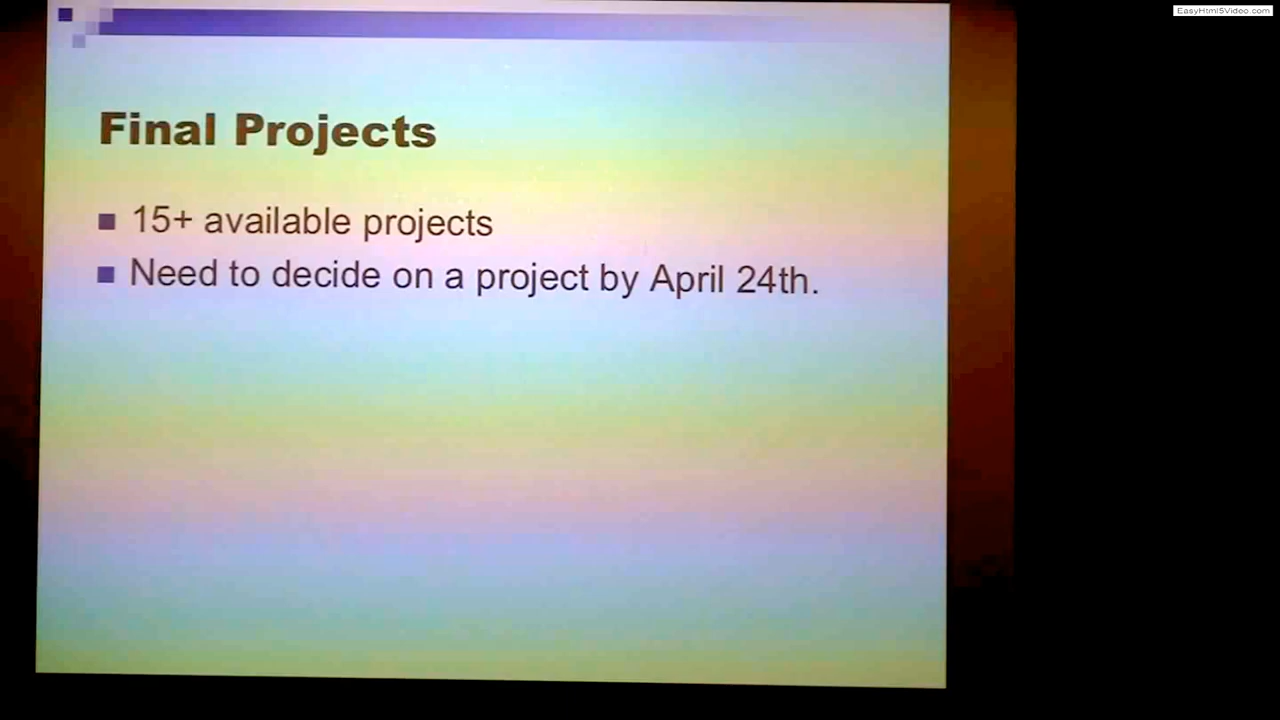 EasyHtml5Video.com
Final Projects
15+ available projects
Need to decide on a project by April 24th.